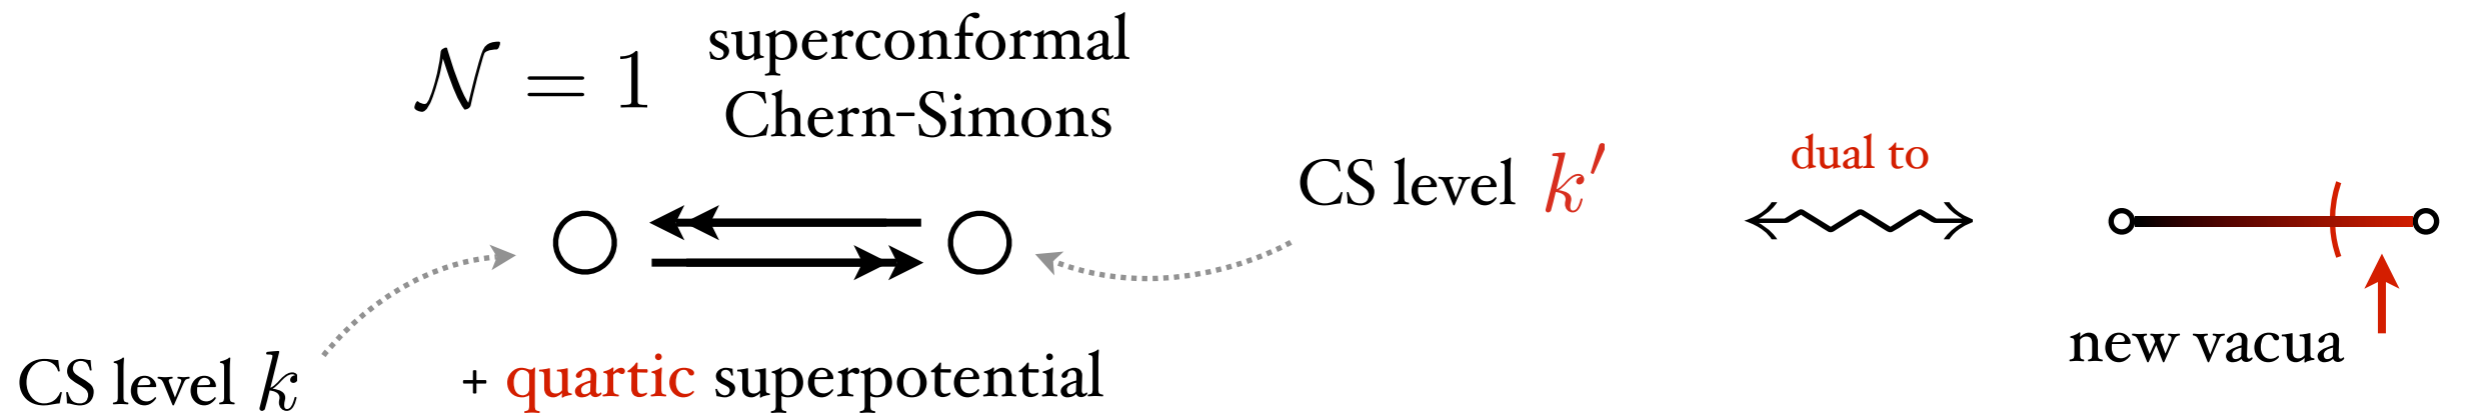 𝒩 = 1 superconformal
Chern-Simons
CS level k′
dual to
new vacua
CS level k
+ quartic superpotential